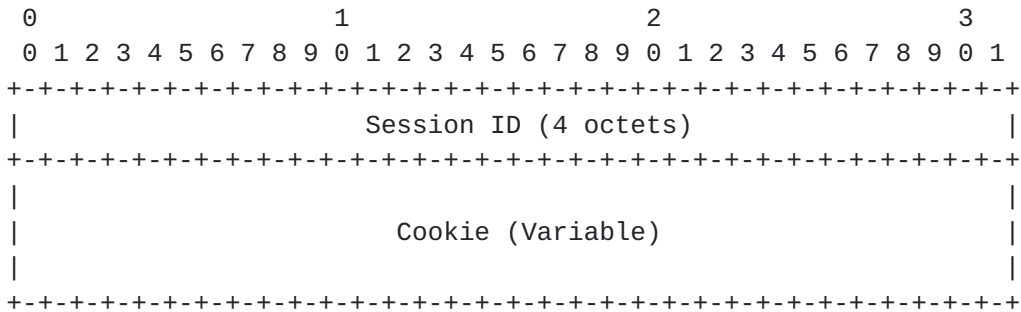 0                   1                   2                   3
 0 1 2 3 4 5 6 7 8 9 0 1 2 3 4 5 6 7 8 9 0 1 2 3 4 5 6 7 8 9 0 1
+-+-+-+-+-+-+-+-+-+-+-+-+-+-+-+-+-+-+-+-+-+-+-+-+-+-+-+-+-+-+-+-+
|                      Session ID (4 octets)                    |
+-+-+-+-+-+-+-+-+-+-+-+-+-+-+-+-+-+-+-+-+-+-+-+-+-+-+-+-+-+-+-+-+
|                                                               |
|                        Cookie (Variable)                      |
|                                                               |
+-+-+-+-+-+-+-+-+-+-+-+-+-+-+-+-+-+-+-+-+-+-+-+-+-+-+-+-+-+-+-+-+